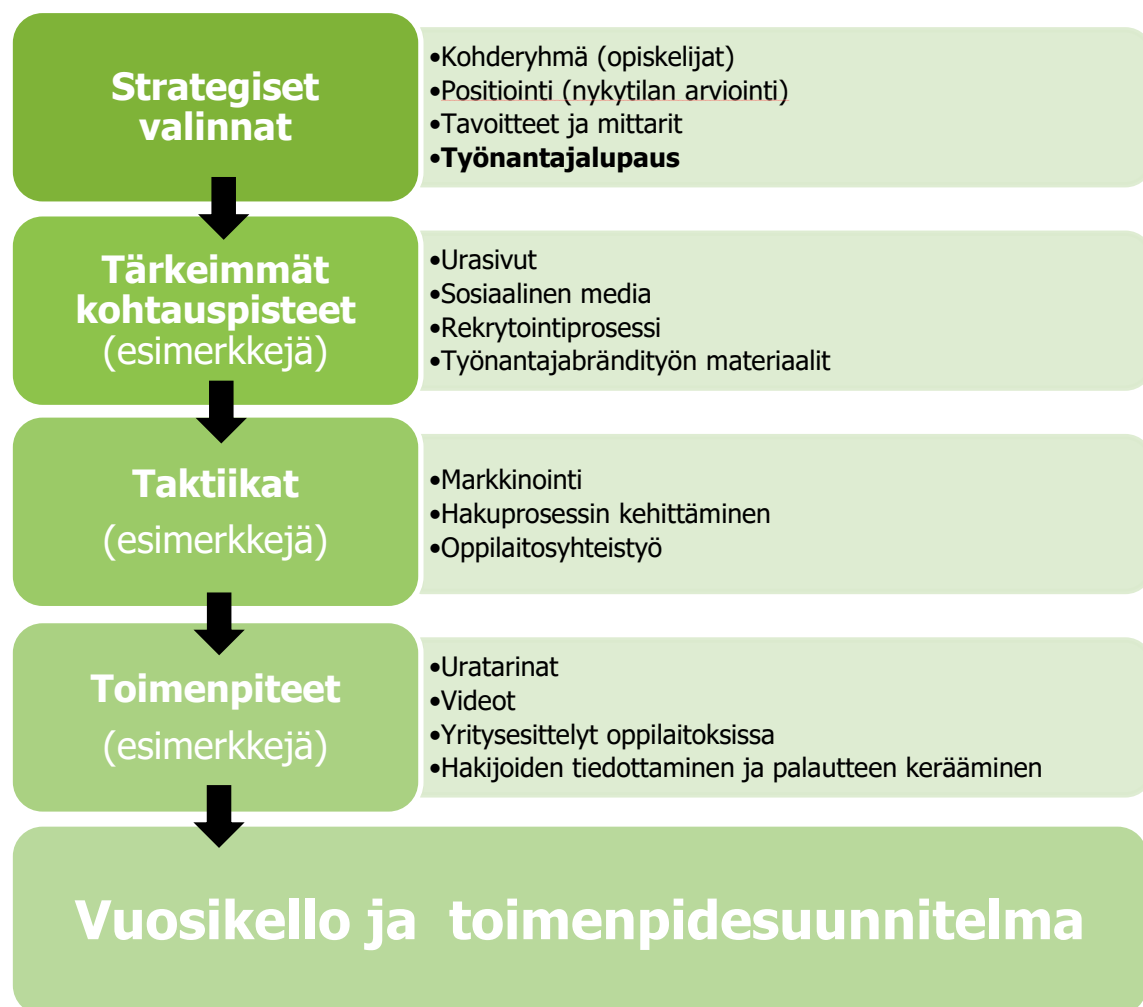 Strategiset
valinnat
•Kohderyhmä (opiskelijat)
•Positiointi (nykytilan arviointi)
•Tavoitteet ja mittarit
•Työnantajalupaus
Tärkeimmät
kohtauspisteet
(esimerkkejä)
•Urasivut
•Sosiaalinen media
•Rekrytointiprosessi
•Työnantajabrändityön materiaalit
Taktiikat
(esimerkkejä)
•Markkinointi
•Hakuprosessin kehittäminen
•Oppilaitosyhteistyö
Toimenpiteet
(esimerkkejä)
•Uratarinat
•Videot
•Yritysesittelyt oppilaitoksissa
•Hakijoiden tiedottaminen ja palautteen kerääminen
Vuosikello ja toimenpidesuunnitelma